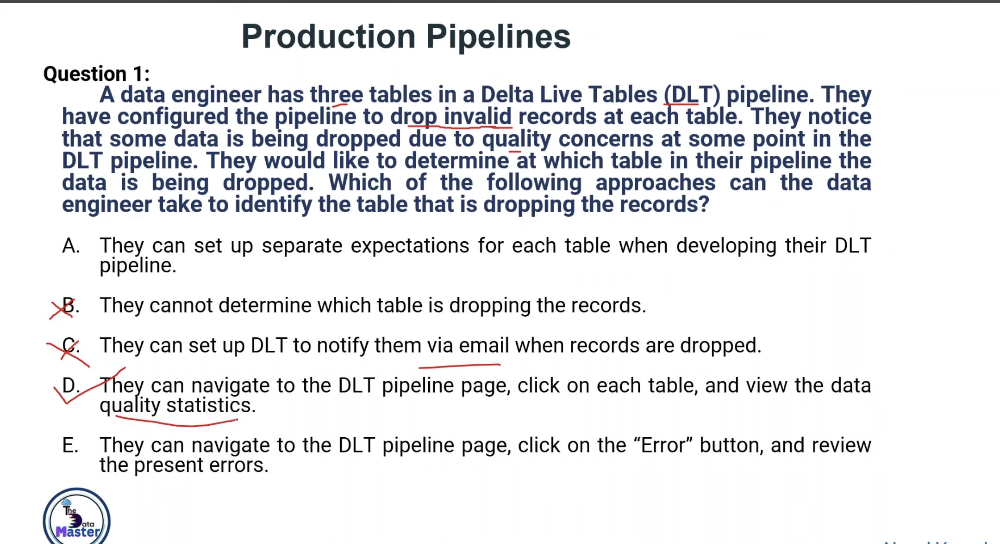 Production Pipelines
Question 1:
A data engineer has three tables in a Delta Live Tables (DLT) pipeline. They
have configured the pipeline to drop invalid records at each table. They notice
that some data is being dropped due to quality concerns at some point in the
DLT pipeline. They would like to determine at which table in their pipeline the
data is being dropped. Which of the following approaches can the data
engineer take to identify the table that is dropping the records?
A. They can set up separate expectations for each table when developing their DLT
pipeline.
B. They cannot determine which table is dropping the records.
C. They can set up DLT to notify them via email when records are dropped.
D. They can navigate to the DLT pipeline page, click on each table, and view the data
quality statistics.
E. They can navigate to the DLT pipeline page, click on the “Error” button, and review
the present errors.
The
Data
Master